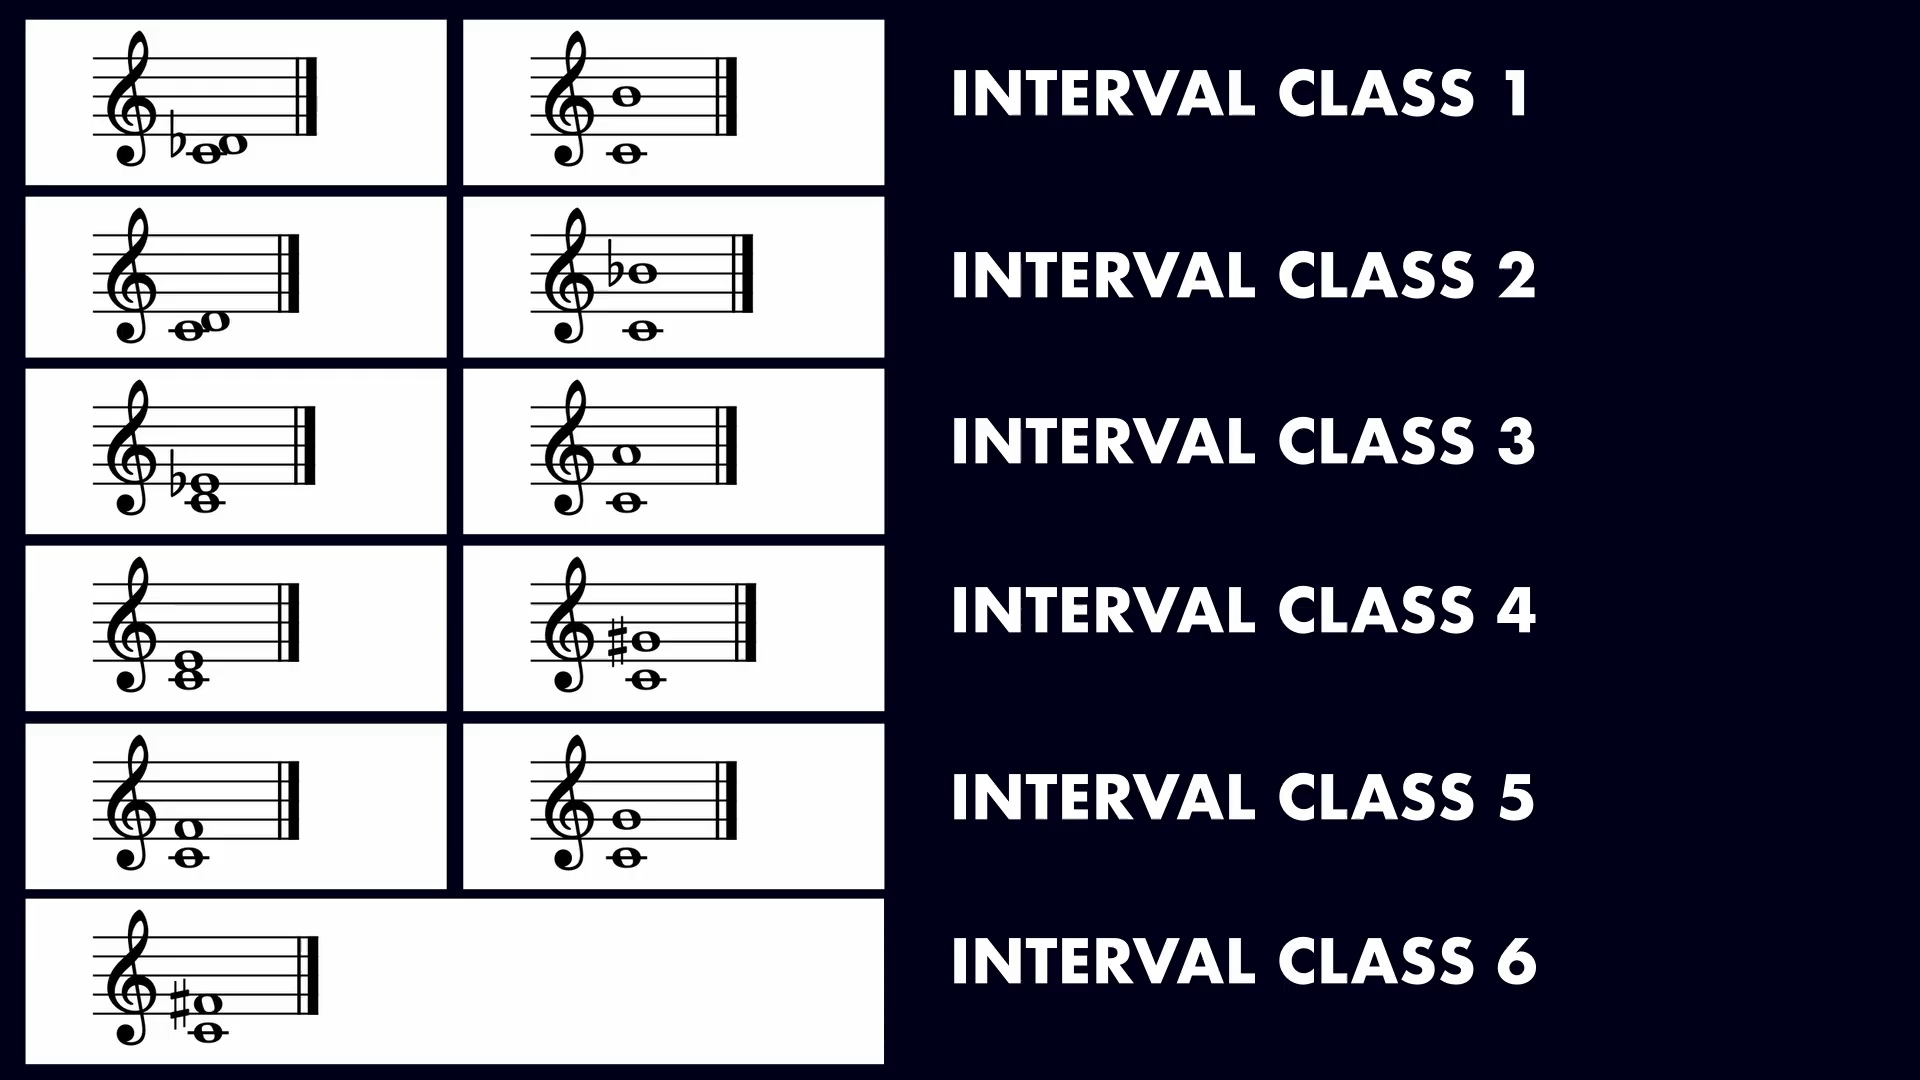 INTERVAL CLASS 1
INTERVAL CLASS 2
INTERVAL CLASS 3
INTERVAL CLASS 4
INTERVAL CLASS 5
INTERVAL CLASS 6